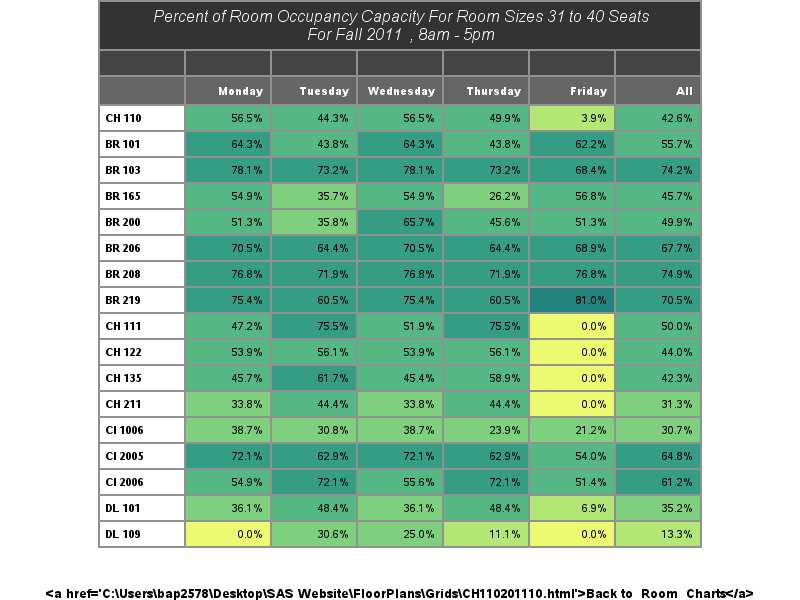 Percent of Room Occupancy Capacity For Room Sizes 31 to 40 Seats
For Fall 2011 , 8am - 5pm
Monday Tuesday Wednesday Thursday Friday All
CH 110 56.5% 44.3% 56.5% 49.9% 3.9% 42.6%
BR 101 64.3% 43.8% 64.3% 43.8% 62.2% 55.7%
BR 103 78.1% 73.2% 78.1% 73.2% 68.4% 74.2%
BR 165 54.9% 35.7% 54.9% 26.2% 56.8% 45.7%
BR 200 51.3% 35.8% 65.7% 45.6% 51.3% 49.9%
BR 206 70.5% 64.4% 70.5% 64.4% 68.9% 67.7%
BR 208 76.8% 71.9% 76.8% 71.9% 76.8% 74.9%
BR 219 75.4% 60.5% 75.4% 60.5% 81.0% 70.5%
CH 111 47.2% 75.5% 51.9% 75.5% 0.0% 50.0%
CH 122 53.9% 56.1% 53.9% 56.1% 0.0% 44.0%
CH 135 45.7% 61.7% 45.4% 58.9% 0.0% 42.3%
CH 211 33.8% 44.4% 33.8% 44.4% 0.0% 31.3%
CI 1006 38.7% 30.8% 38.7% 23.9% 21.2% 30.7%
CI 2005 72.1% 62.9% 72.1% 62.9% 54.0% 64.8%
CI 2006 54.9% 72.1% 55.6% 72.1% 51.4% 61.2%
DL 101 36.1% 48.4% 36.1% 48.4% 6.9% 35.2%
DL 109 0.0% 30.6% 25.0% 11.1% 0.0% 13.3%
<a href='C:\Users\bap2578\Desktop\SAS Website\FloorPlans\Grids\CH110201110.html'>Back to Room Charts</a>